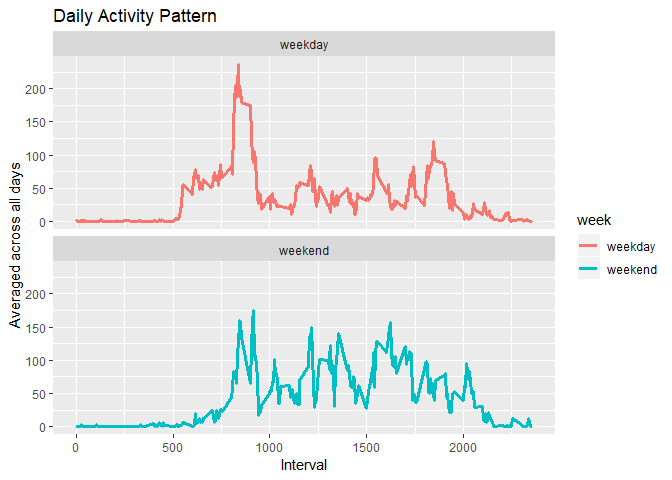 Daily Activity Pattern
weekday
200
150
100
50
0
weekend
200
150
100
50
0
0 500 1000 1500 2000
Interval
Averaged across all days
week
weekday
weekend